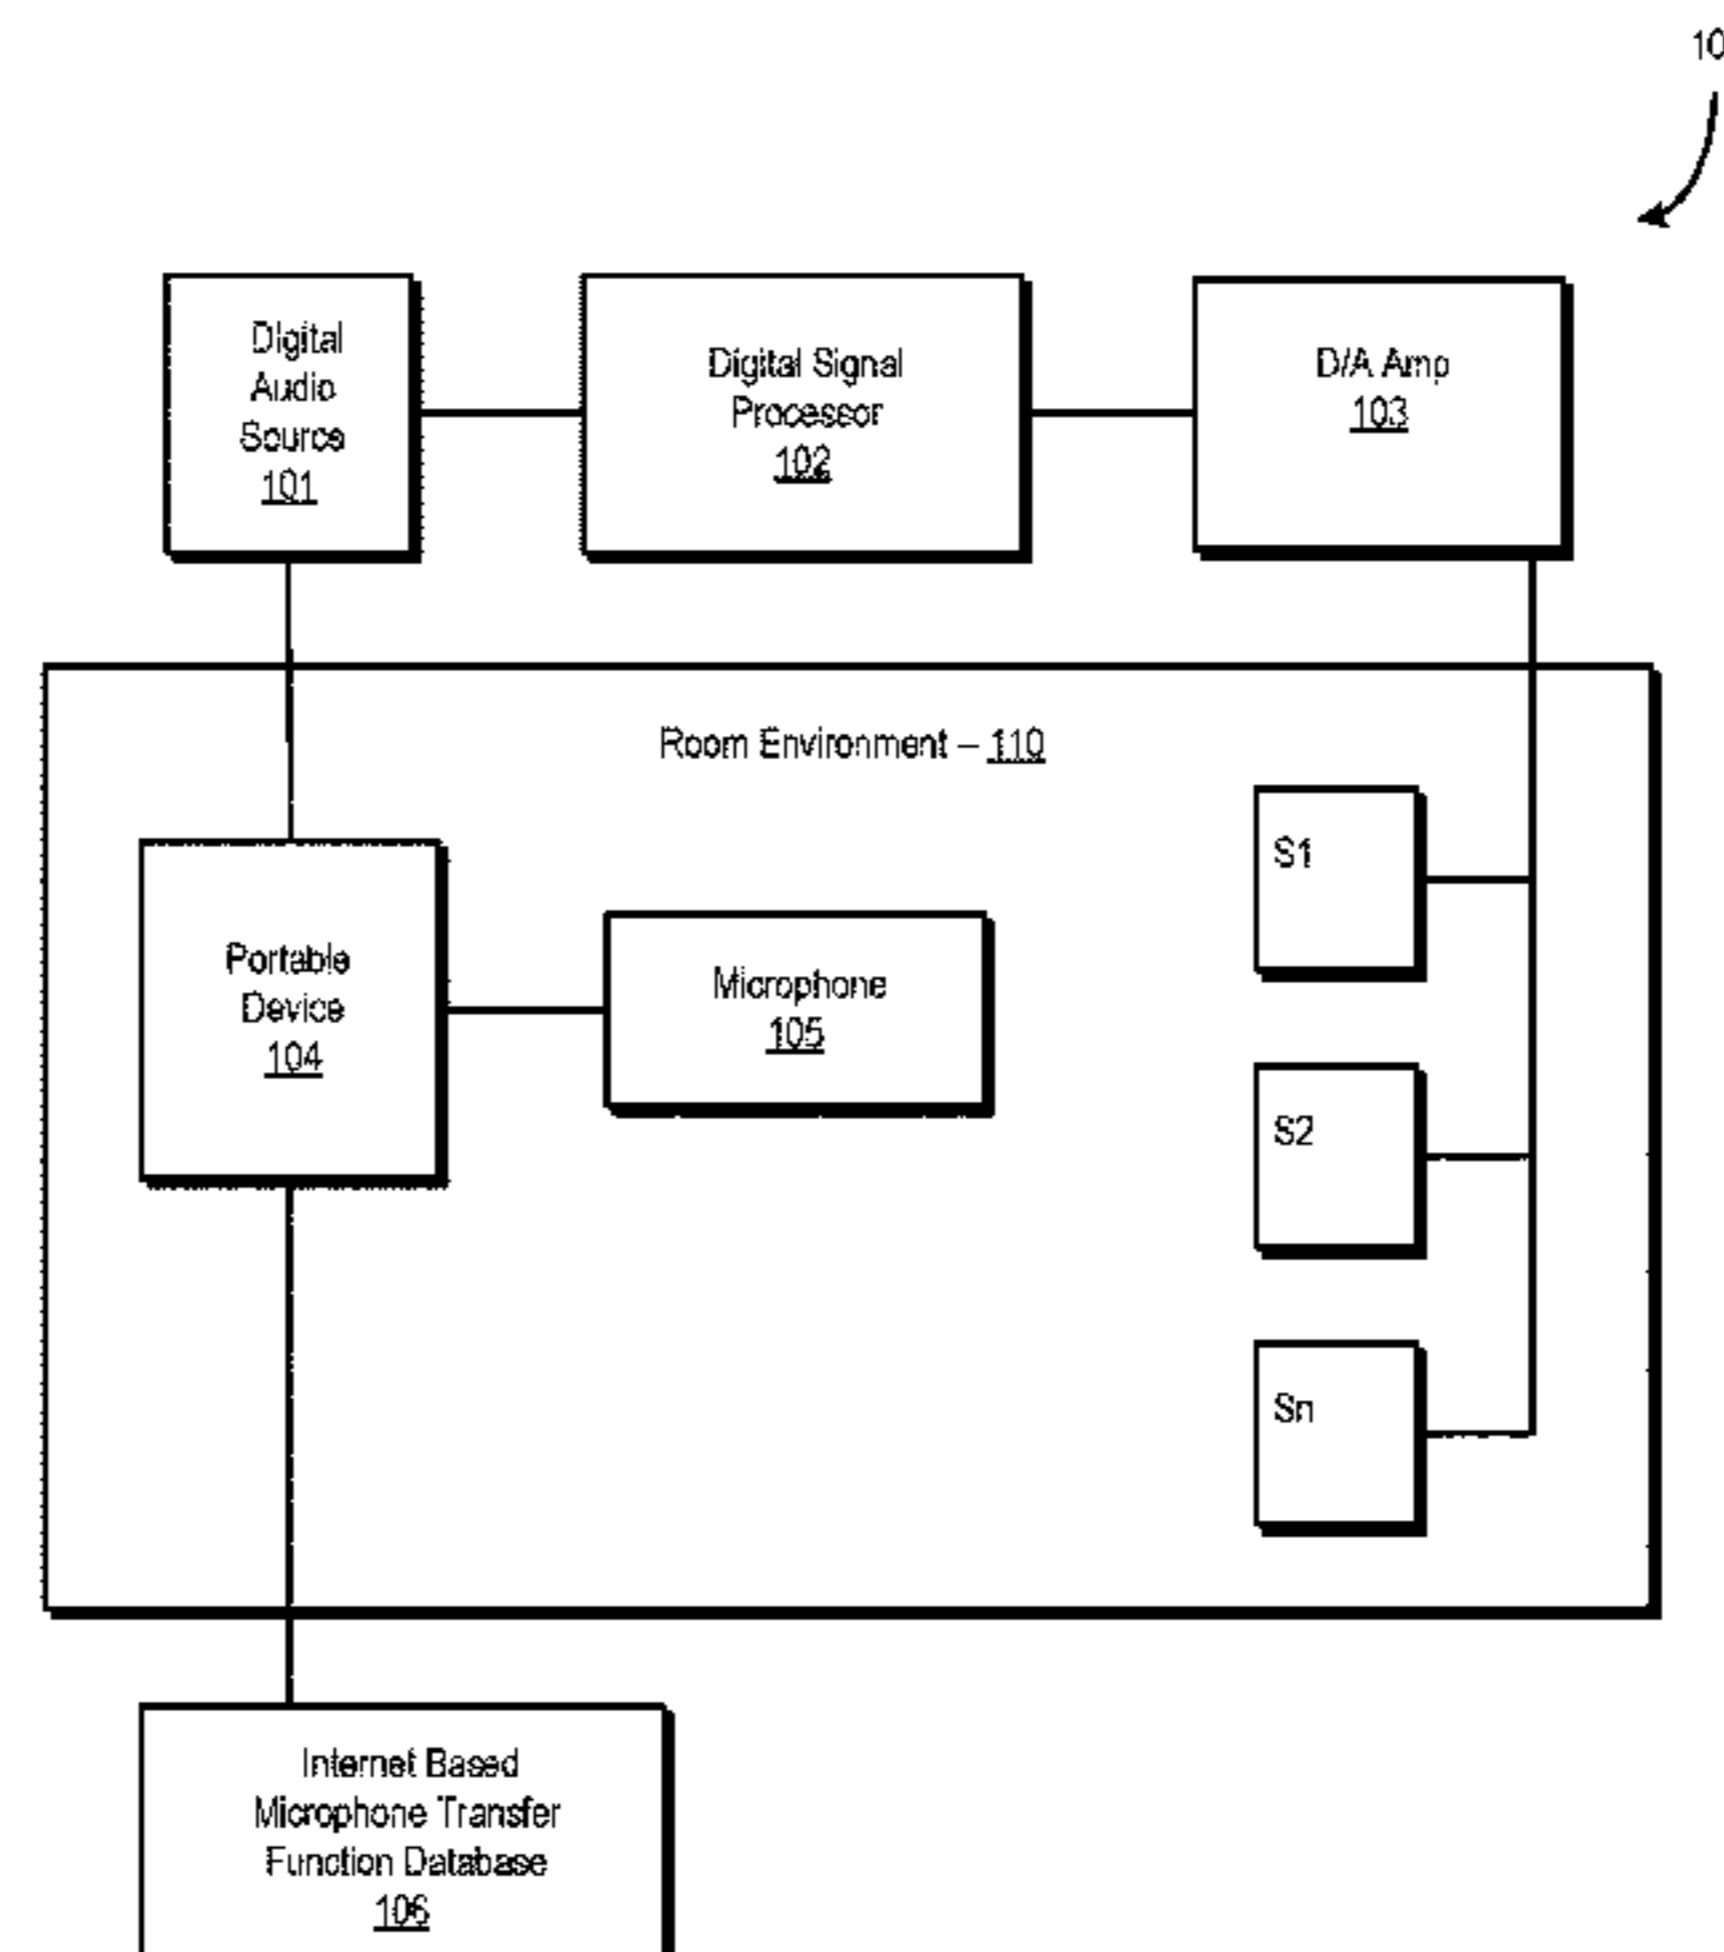 10
Digital
Audio
Source
101
Digital Signal
Processor
102
D/A Amp
103
Room Environment – 110
S1
Portable
Device
104
Microphone
105
S2
Sn
Internet Based
Microphone Transfer
Function Database
106